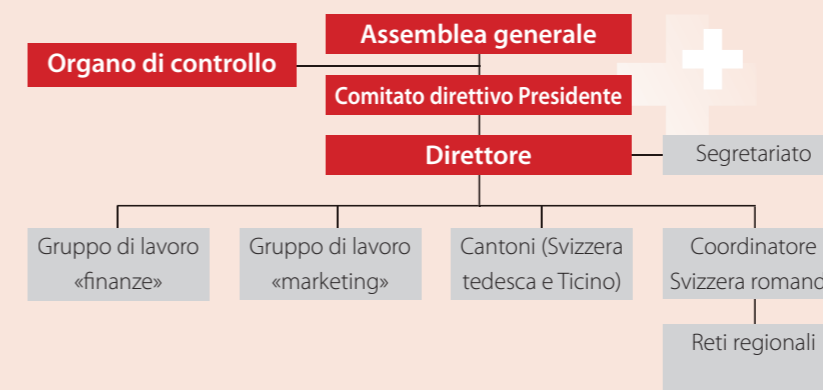 Assemblea generale
Organo di controllo
Comitato direttivo Presidente
Direttore
Segretariato
Gruppo di lavoro
«finanze»
Gruppo di lavoro
«marketing»
Cantoni (Svizzera
tedesca e Ticino)
Coordinatore
Svizzera romand
Reti regionali